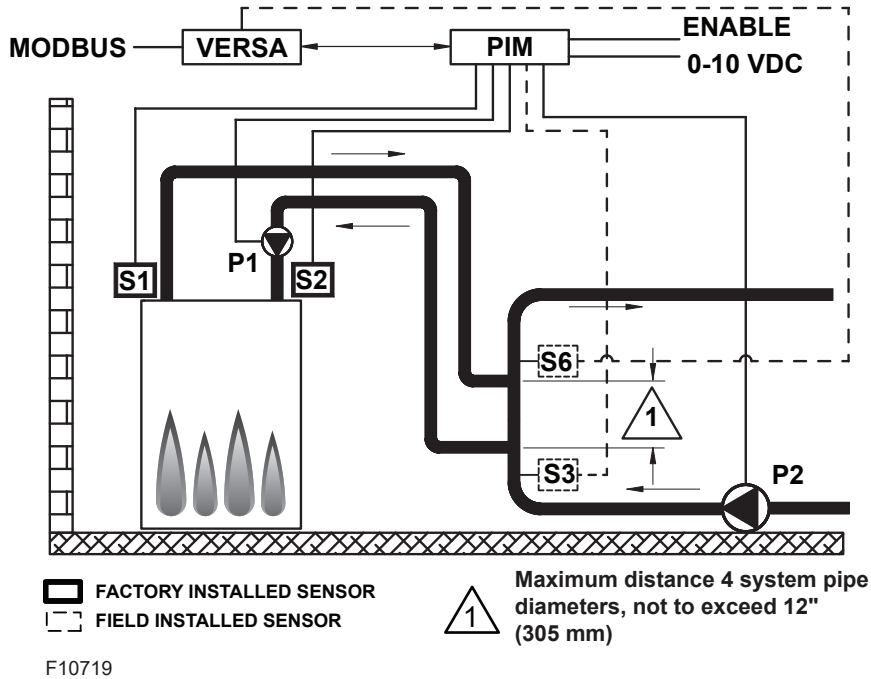 MODBUS
VERSA
PIM
ENABLE
0-10 VDC
S1
P1
S2
S6
1
S3
P2
FACTORY INSTALLED SENSOR
FIELD INSTALLED SENSOR
1
Maximum distance 4 system pipe
diameters, not to exceed 12"
(305 mm)
F10719